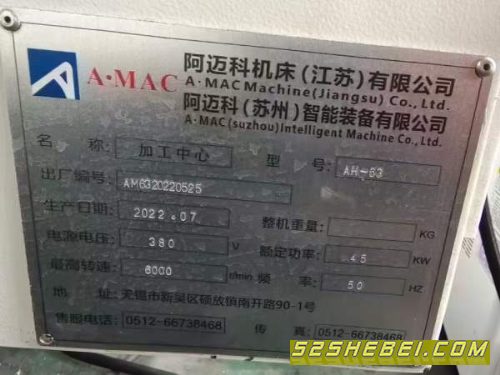 A·MAC
阿迈科机床(江苏)有限公司
A·MAC Machine(Jiangsu) Co., Ltd.
阿迈科(苏州)智能装备有限公司
A·MAC(suzhou)Intelligent Machine Co., Ltd.
名 称: 加工中心 型 号: AH-63
出厂编号: AM6320220525
生产日期: 2022.07 整机重量: KG
电源电压: 380 V 额定功率: 45 KW
最高转速: 6000 r/min 频 率: 50 HZ
地 址: 无锡市新吴区硕放镇南开路90-1号
售服电话: 0512-66738468 传 真: 0512-66738468
52SHEBEI.COM